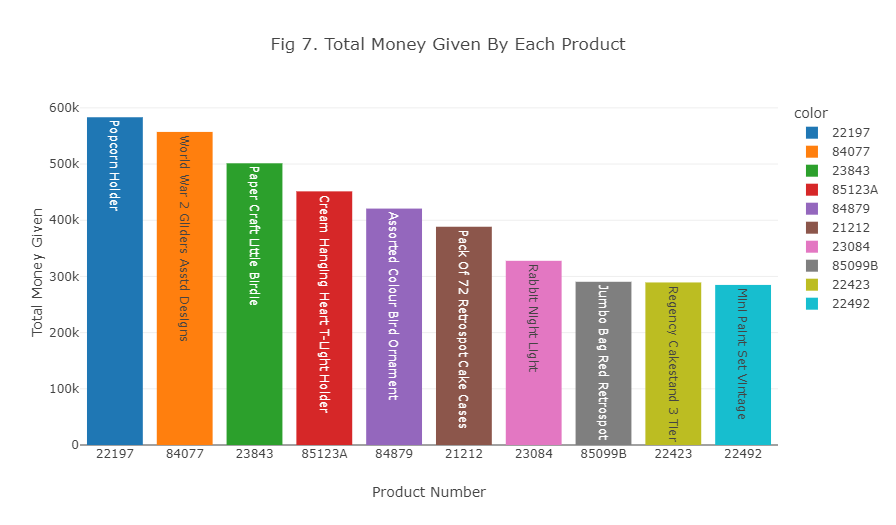 Fig 7. Total Money Given By Each Product
Total Money Given
600k
500k
400k
300k
200k
100k
0
Popcorn Holder
World War 2 Gliders Asstd Designs
Paper Craft Little Birdie
Cream Hanging Heart T-Light Holder
Assorted Colour Bird Ornament
Pack Of 72 Retrospot Cake Cases
Rabbit Night Light
Jumbo Bag Red Retrospot
Regency Cakestand 3 Tier
Mini Paint Set Vintage
22197
84077
23843
85123A
84879
21212
23084
85099B
22423
22492
Product Number
color
22197
84077
23843
85123A
84879
21212
23084
85099B
22423
22492